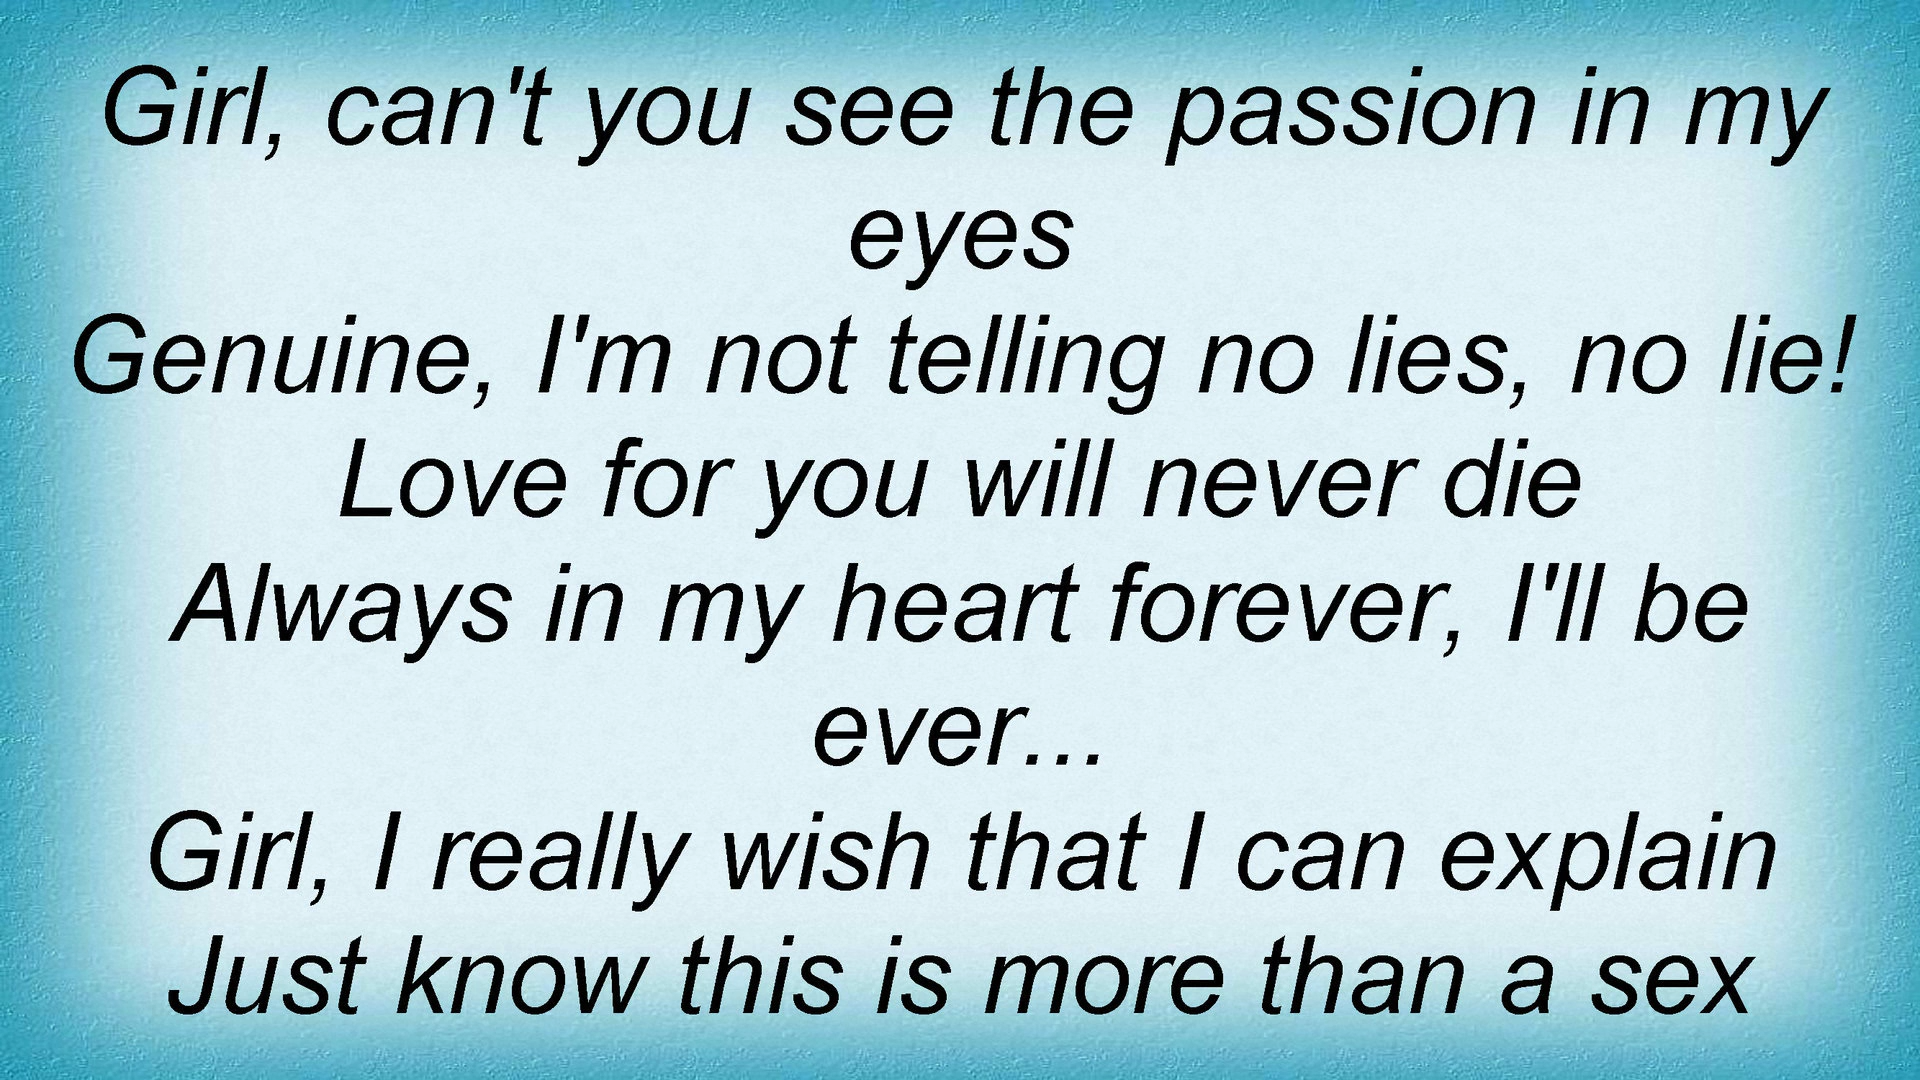 Girl, can't you see the passion in my
eyes
Genuine, I'm not telling no lies, no lie!
Love for you will never die
Always in my heart forever, I'll be
ever...
Girl, I really wish that I can explain
Just know this is more than a sex